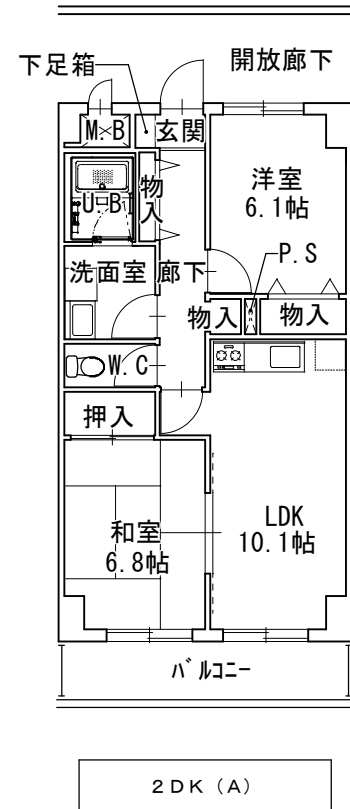 下足箱
開放廊下
M.B
玄関
U.B
物入
洋室
6.1帖
P.S
洗面室
廊下
物入
物入
W.C
押入
和室
6.8帖
LDK
10.1帖
バルコニー
2DK(A)